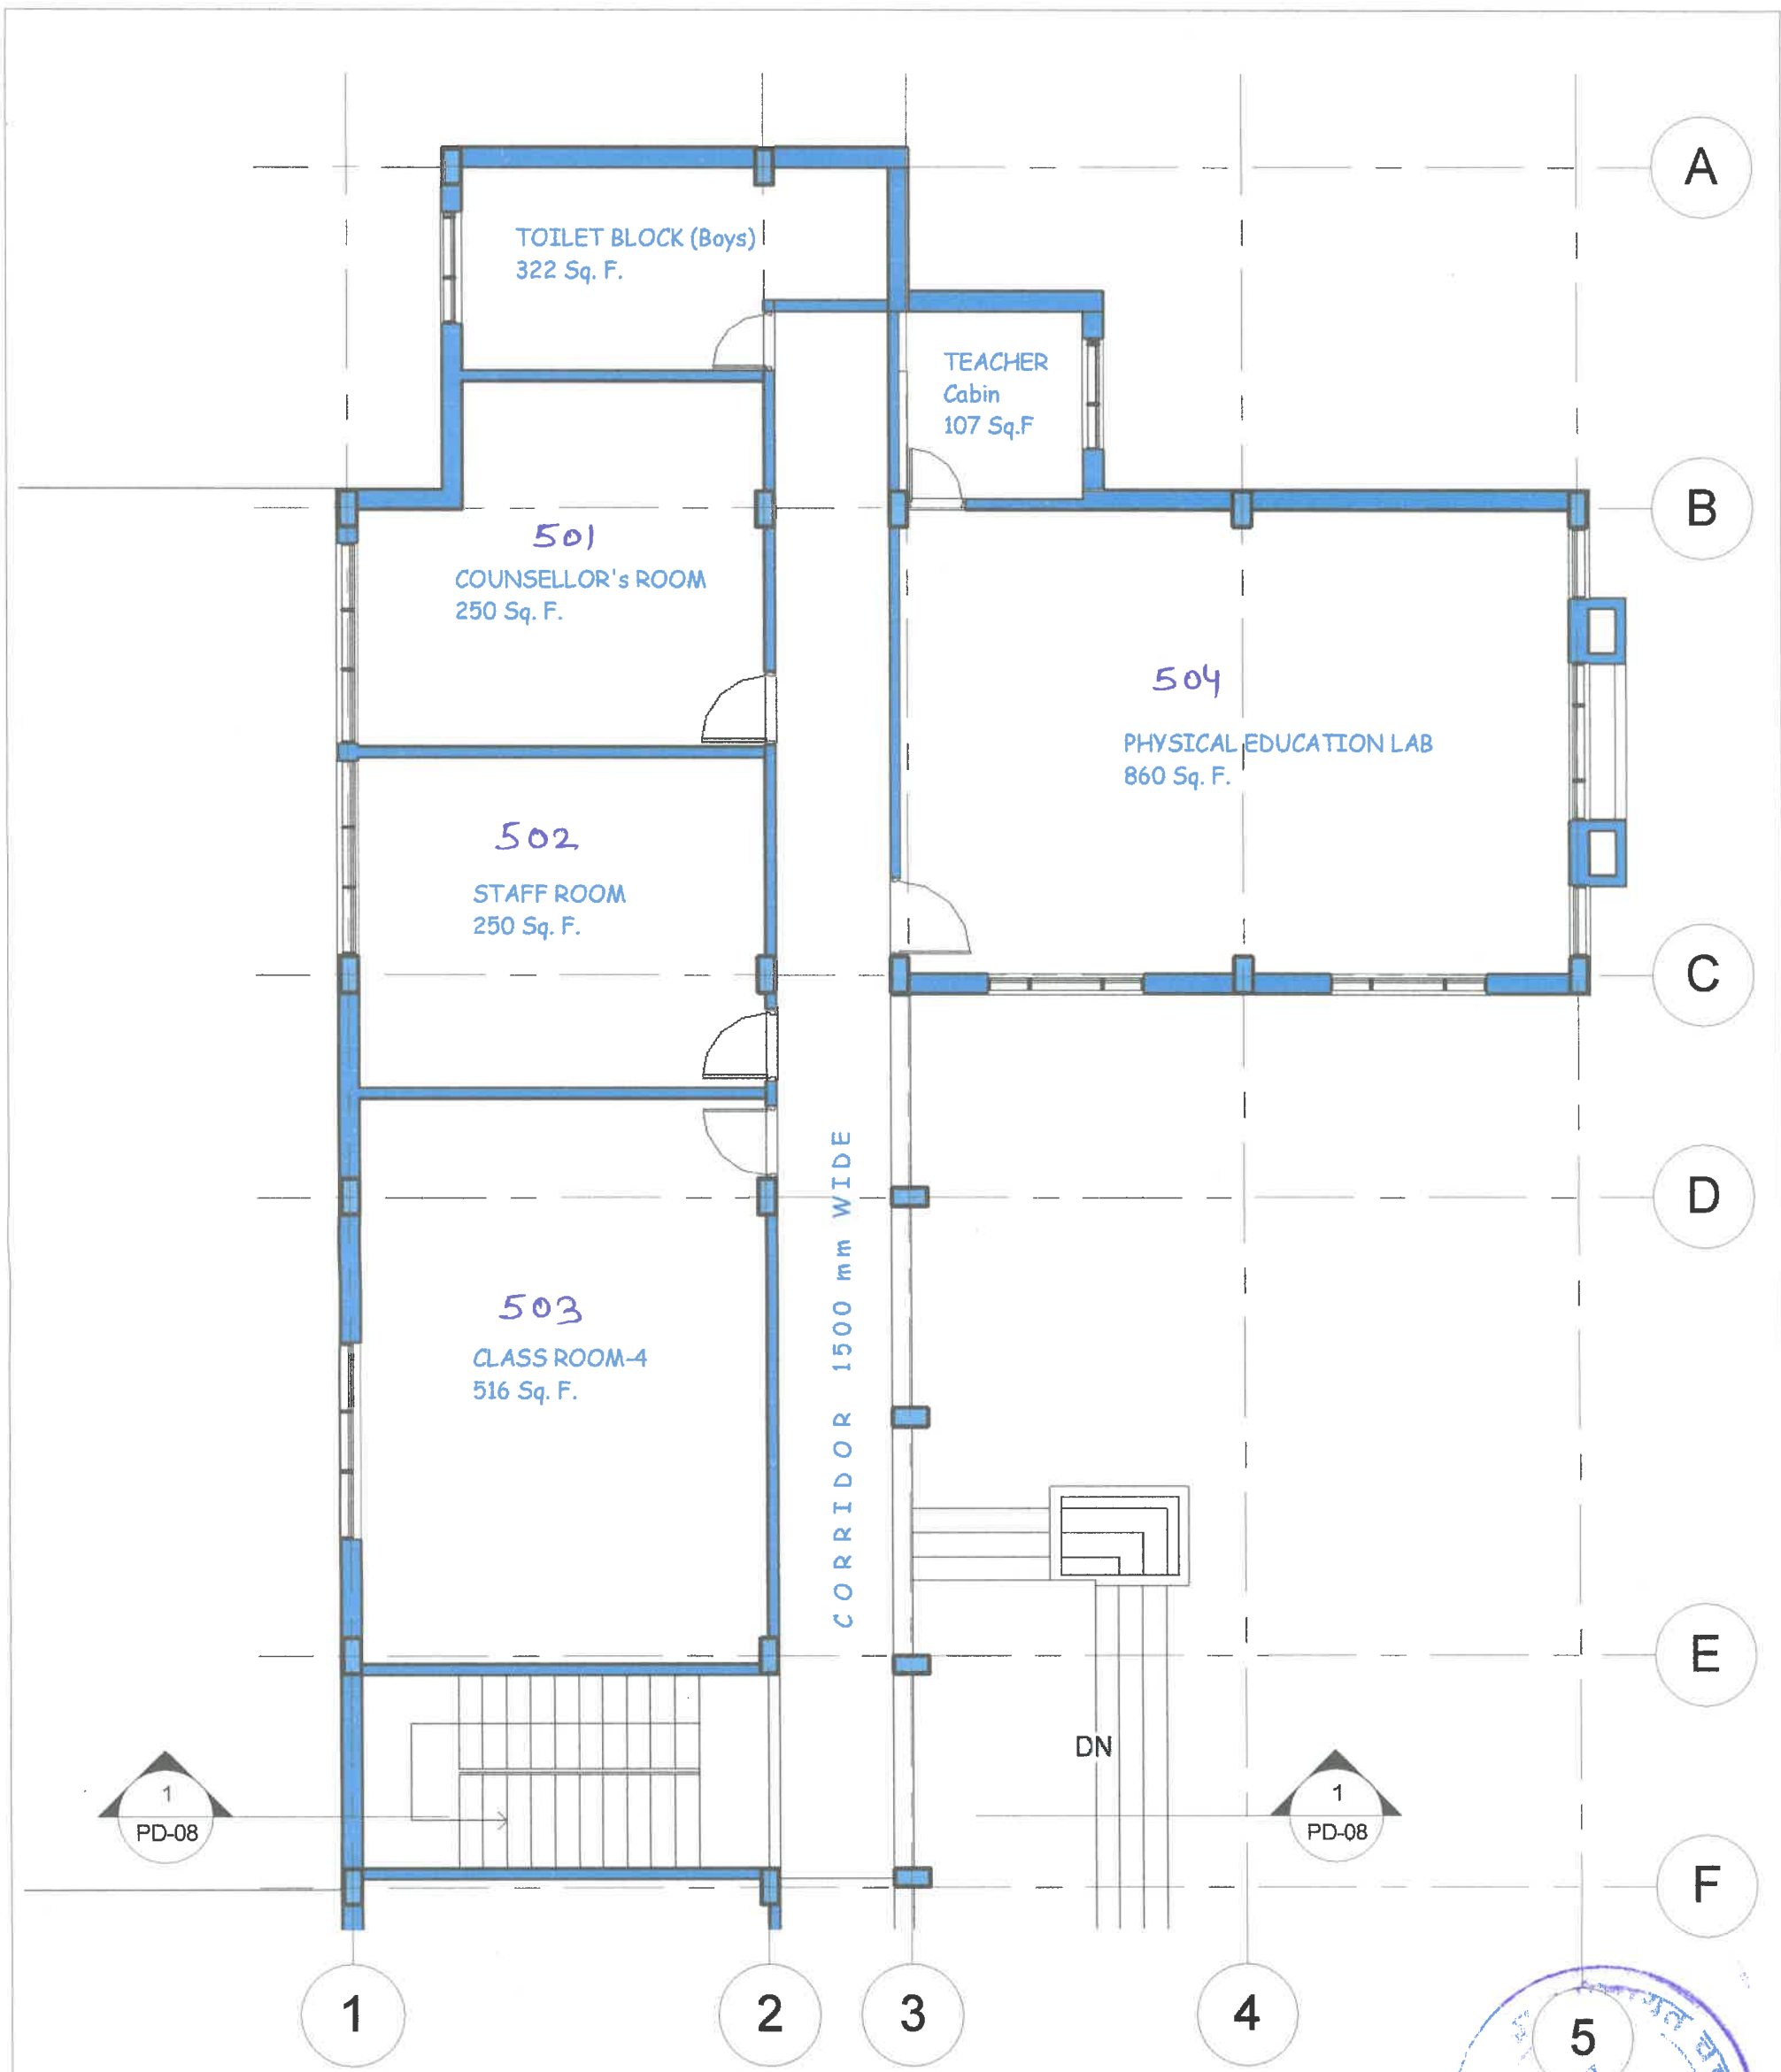 A
TOILET BLOCK (Boys)
322 Sq. F.
TEACHER
Cabin
107 Sq.F
B
501
COUNSELLOR's ROOM
250 Sq. F.
504
PHYSICAL EDUCATION LAB
860 Sq. F.
502
STAFF ROOM
250 Sq. F.
C
D
CORRIDOR 1500 mm WIDE
503
CLASS ROOM-4
516 Sq. F.
E
DN
1
PD-08
1
PD-08
F
1
2
3
4
5